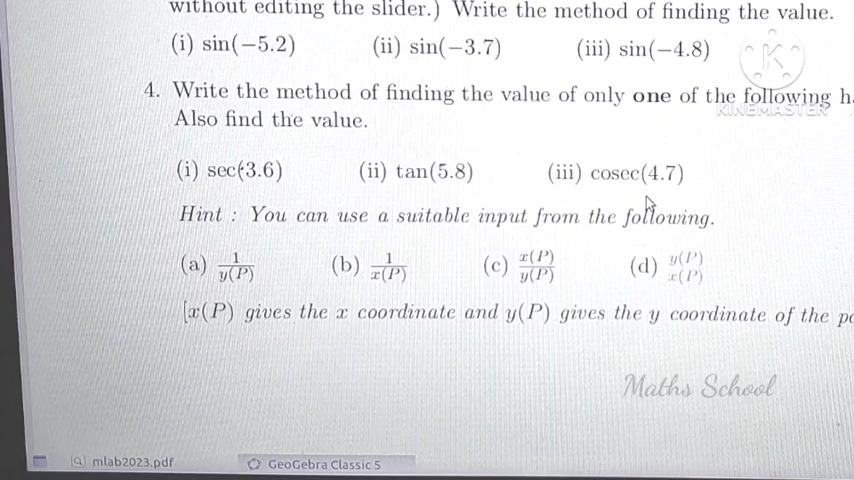 without editing the slider.) Write the method of finding the value.
(i) sin(−5.2) (ii) sin(−3.7) (iii) sin(−4.8)
4. Write the method of finding the value of only one of the following
Also find the value.
(i) sec(-3.6) (ii) tan(5.8) (iii) cosec(4.7)
Hint : You can use a suitable input from the following.
(a) 1/y(P) (b) 1/x(P) (c) x(P)/y(P) (d) y(P)/x(P)
[x(P) gives the x coordinate and y(P) gives the y coordinate of the
Maths School
mlab2023.pdf GeoGebra Classic 5
K
KINEMASTER